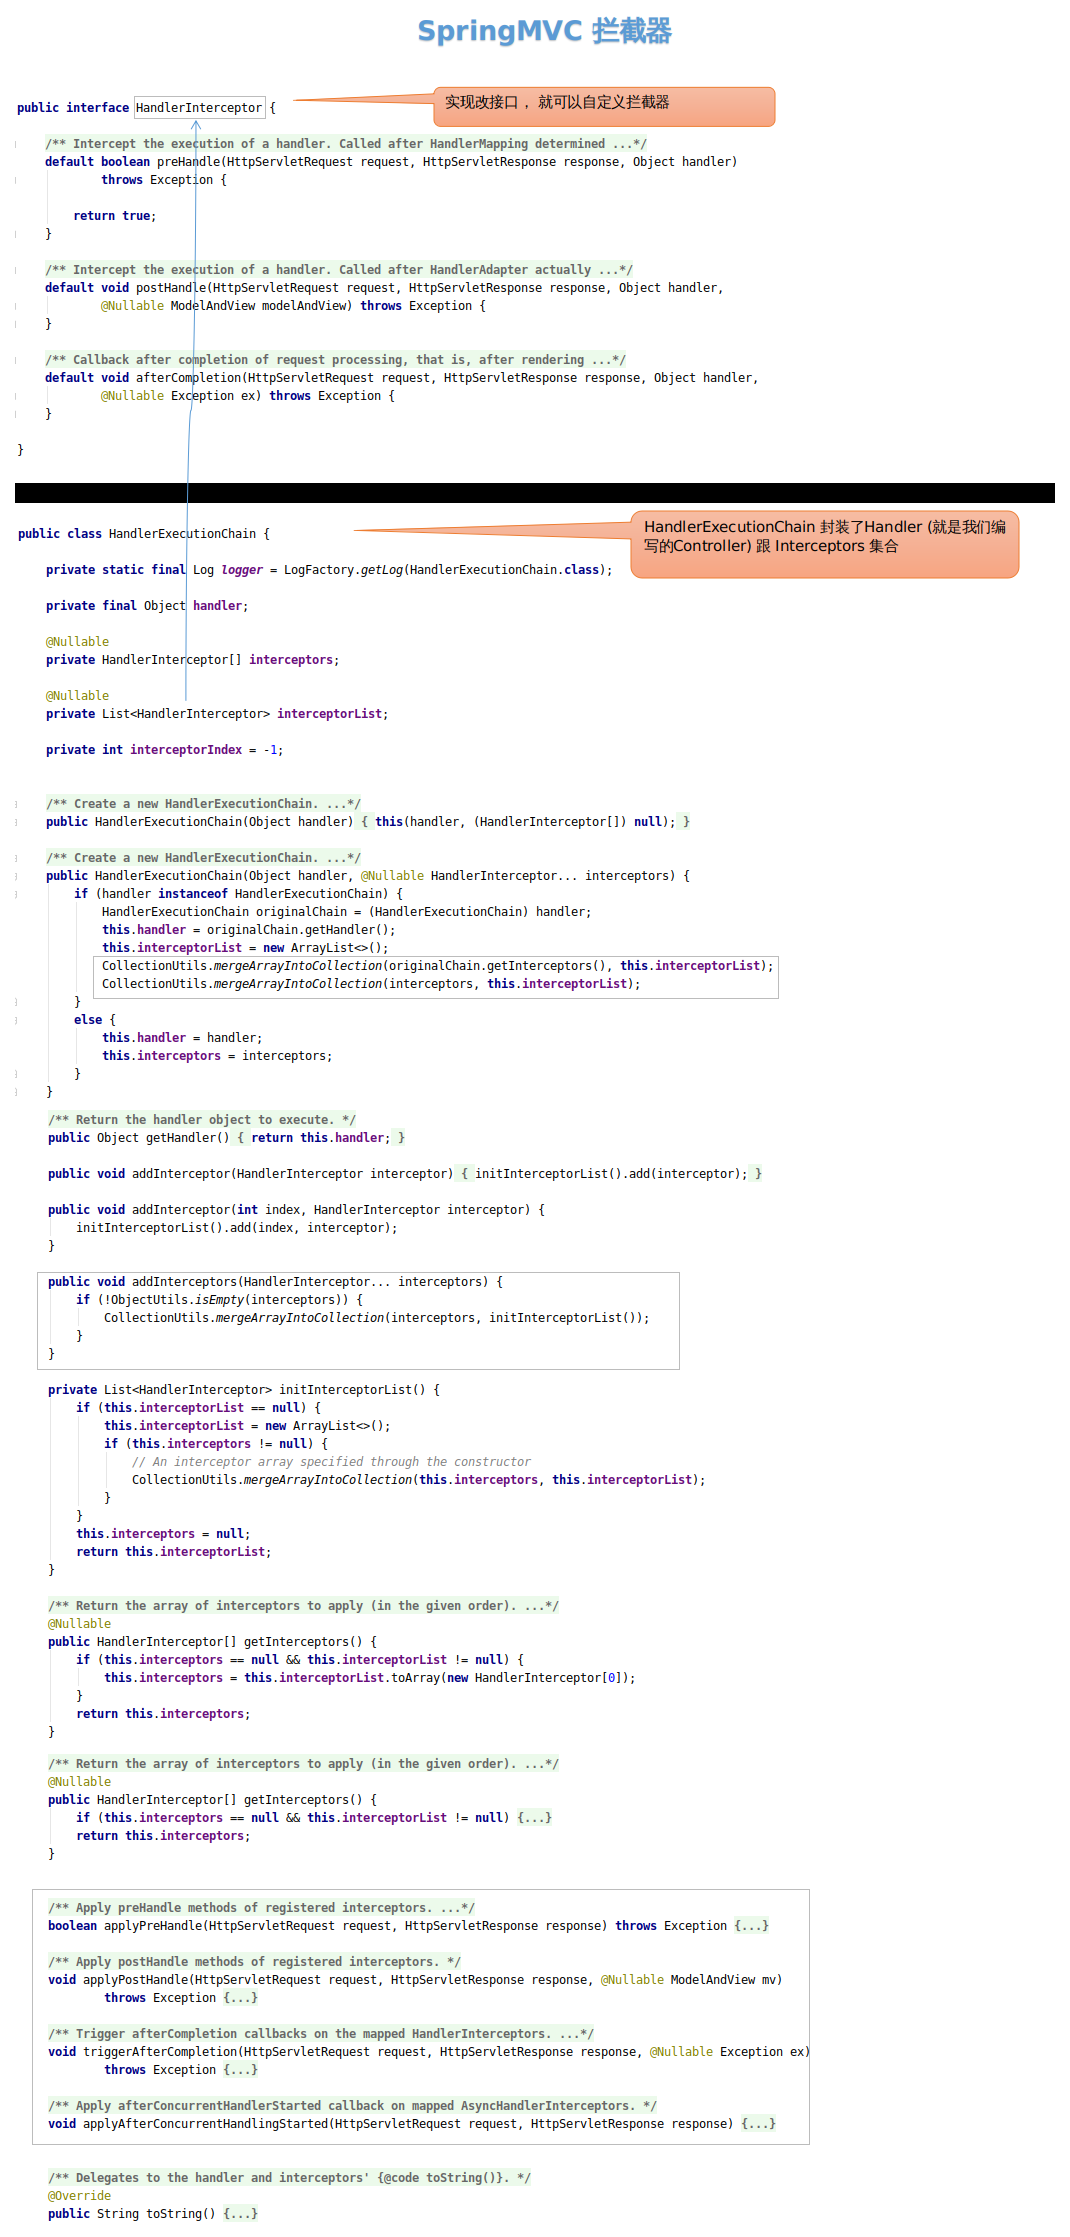 SpringMVC 拦截器
public interface HandlerInterceptor {
实现改接口， 就可以自定义拦截器
/** Intercept the execution of a handler. Called after HandlerMapping determined ...*/
default boolean preHandle(HttpServletRequest request, HttpServletResponse response, Object handler)
throws Exception {
return true;
}
/** Intercept the execution of a handler. Called after HandlerAdapter actually ...*/
default void postHandle(HttpServletRequest request, HttpServletResponse response, Object handler,
@Nullable ModelAndView modelAndView) throws Exception {
}
/** Callback after completion of request processing, that is, after rendering ...*/
default void afterCompletion(HttpServletRequest request, HttpServletResponse response, Object handler,
@Nullable Exception ex) throws Exception {
}
}
public class HandlerExecutionChain {
HandlerExecutionChain 封装了Handler (就是我们编
写的Controller) 跟 Interceptors 集合
private static final Log logger = LogFactory.getLog(HandlerExecutionChain.class);
private final Object handler;
@Nullable
private HandlerInterceptor[] interceptors;
@Nullable
private List<HandlerInterceptor> interceptorList;
private int interceptorIndex = -1;
/** Create a new HandlerExecutionChain. ...*/
public HandlerExecutionChain(Object handler) { this(handler, (HandlerInterceptor[]) null); }
/** Create a new HandlerExecutionChain. ...*/
public HandlerExecutionChain(Object handler, @Nullable HandlerInterceptor... interceptors) {
if (handler instanceof HandlerExecutionChain) {
HandlerExecutionChain originalChain = (HandlerExecutionChain) handler;
this.handler = originalChain.getHandler();
this.interceptorList = new ArrayList<>();
CollectionUtils.mergeArrayIntoCollection(originalChain.getInterceptors(), this.interceptorList);
CollectionUtils.mergeArrayIntoCollection(interceptors, this.interceptorList);
}
else {
this.handler = handler;
this.interceptors = interceptors;
}
}
/** Return the handler object to execute. */
public Object getHandler() { return this.handler; }
public void addInterceptor(HandlerInterceptor interceptor) { initInterceptorList().add(interceptor); }
public void addInterceptor(int index, HandlerInterceptor interceptor) {
initInterceptorList().add(index, interceptor);
}
public void addInterceptors(HandlerInterceptor... interceptors) {
if (!ObjectUtils.isEmpty(interceptors)) {
CollectionUtils.mergeArrayIntoCollection(interceptors, initInterceptorList());
}
}
private List<HandlerInterceptor> initInterceptorList() {
if (this.interceptorList == null) {
this.interceptorList = new ArrayList<>();
if (this.interceptors != null) {
// An interceptor array specified through the constructor
CollectionUtils.mergeArrayIntoCollection(this.interceptors, this.interceptorList);
}
}
this.interceptors = null;
return this.interceptorList;
}
/** Return the array of interceptors to apply (in the given order). ...*/
@Nullable
public HandlerInterceptor[] getInterceptors() {
if (this.interceptors == null && this.interceptorList != null) {
this.interceptors = this.interceptorList.toArray(new HandlerInterceptor[0]);
}
return this.interceptors;
}
/** Return the array of interceptors to apply (in the given order). ...*/
@Nullable
public HandlerInterceptor[] getInterceptors() {
if (this.interceptors == null && this.interceptorList != null) {...}
return this.interceptors;
}
/** Apply preHandle methods of registered interceptors. ...*/
boolean applyPreHandle(HttpServletRequest request, HttpServletResponse response) throws Exception {...}
/** Apply postHandle methods of registered interceptors. */
void applyPostHandle(HttpServletRequest request, HttpServletResponse response, @Nullable ModelAndView mv)
throws Exception {...}
/** Trigger afterCompletion callbacks on the mapped HandlerInterceptors. ...*/
void triggerAfterCompletion(HttpServletRequest request, HttpServletResponse response, @Nullable Exception ex)
throws Exception {...}
/** Apply afterConcurrentHandlerStarted callback on mapped AsyncHandlerInterceptors. */
void applyAfterConcurrentHandlingStarted(HttpServletRequest request, HttpServletResponse response) {...}
/** Delegates to the handler and interceptors' {@code toString()}. */
@Override
public String toString() {...}